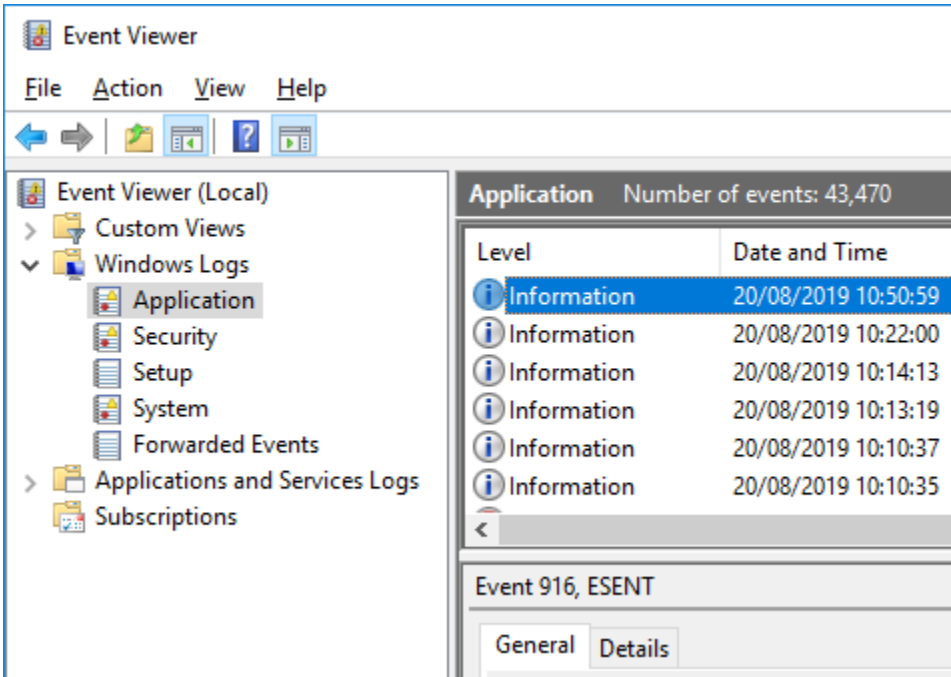 Event Viewer
File Action View Help
Event Viewer (Local)
Custom Views
Windows Logs
Application
Security
Setup
System
Forwarded Events
Applications and Services Logs
Subscriptions
Application Number of events: 43,470
Level Date and Time
Information 20/08/2019 10:50:59
Information 20/08/2019 10:22:00
Information 20/08/2019 10:14:13
Information 20/08/2019 10:13:19
Information 20/08/2019 10:10:37
Information 20/08/2019 10:10:35
Event 916, ESENT
General Details